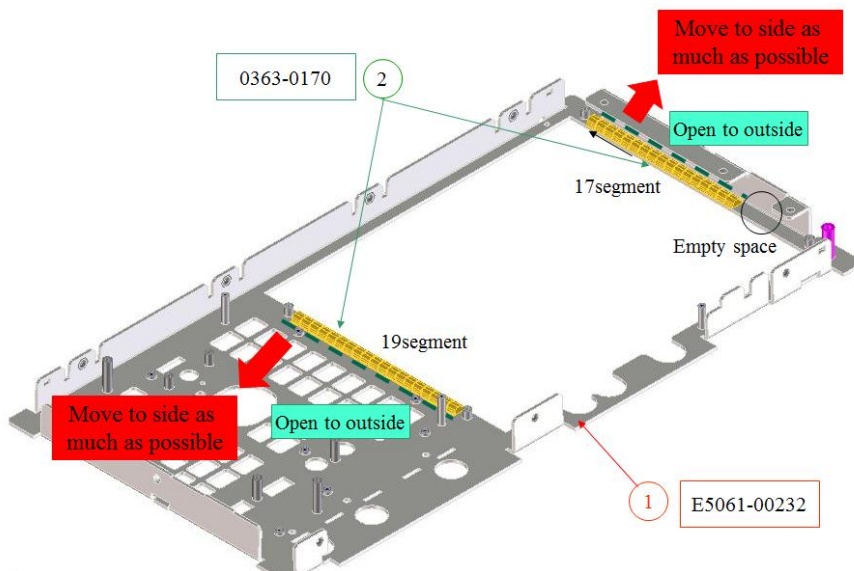 Move to side as
much as possible
0363-0170
2
Open to outside
17segment
Empty space
19segment
Move to side as
much as possible
Open to outside
1
E5061-00232